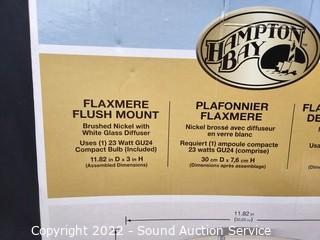 HAMPTON
BAY
FLAXMERE
FLUSH MOUNT
Brushed Nickel with
White Glass Diffuser
Uses (1) 23 Watt GU24
Compact Bulb (Included)
11.82 in D x 3 in H
(Assembled Dimensions)
PLAFONNIER
FLAXMERE
Nickel brossé avec diffuseur
en verre blanc
Requiert (1) ampoule compacte
23 watts GU24 (comprise)
30 cm D x 7,6 cm H
(Dimensions après assemblage)
FLA
DE
11.82 in
Copyright 2022 - Sound Auction Service